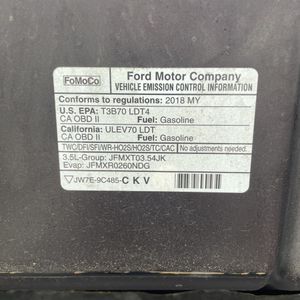 FoMoCo
Ford Motor Company
VEHICLE EMISSION CONTROL INFORMATION
Conforms to regulations: 2018 MY
U.S. EPA: T3B70 LDT4
CA OBD II Fuel: Gasoline
California: ULEV70 LDT
CA OBD II Fuel: Gasoline
TWC/DFI/SFI/WR-HO2S/HO2S/TC/CAC No adjustments needed.
3.5L-Group: JFMXT03.54JK
Evap: JFMXR0260NDG
JW7E-9C485-CKV